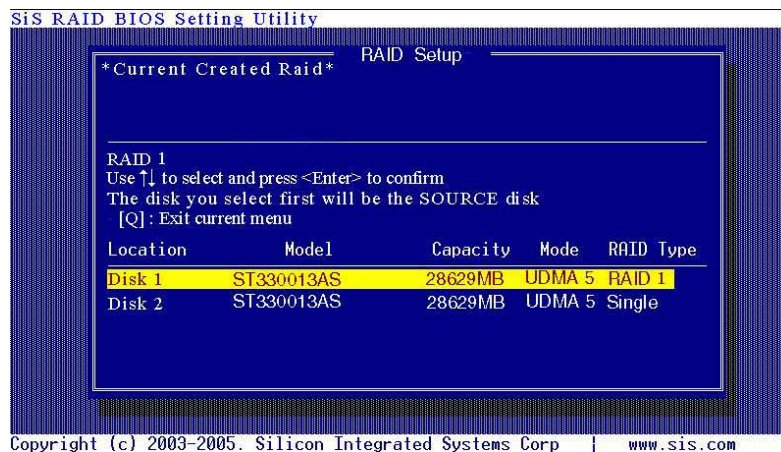 SiS RAID BIOS Setting Utility
RAID Setup
*Current Created Raid*
RAID 1
Use ↑↓ to select and press <Enter> to confirm
The disk you select first will be the SOURCE disk
[Q] : Exit current menu
Location Model Capacity Mode RAID Type
Disk 1 ST330013AS 28629MB UDMA 5 RAID 1
Disk 2 ST330013AS 28629MB UDMA 5 Single
Copyright (c) 2003-2005. Silicon Integrated Systems Corp | www.sis.com